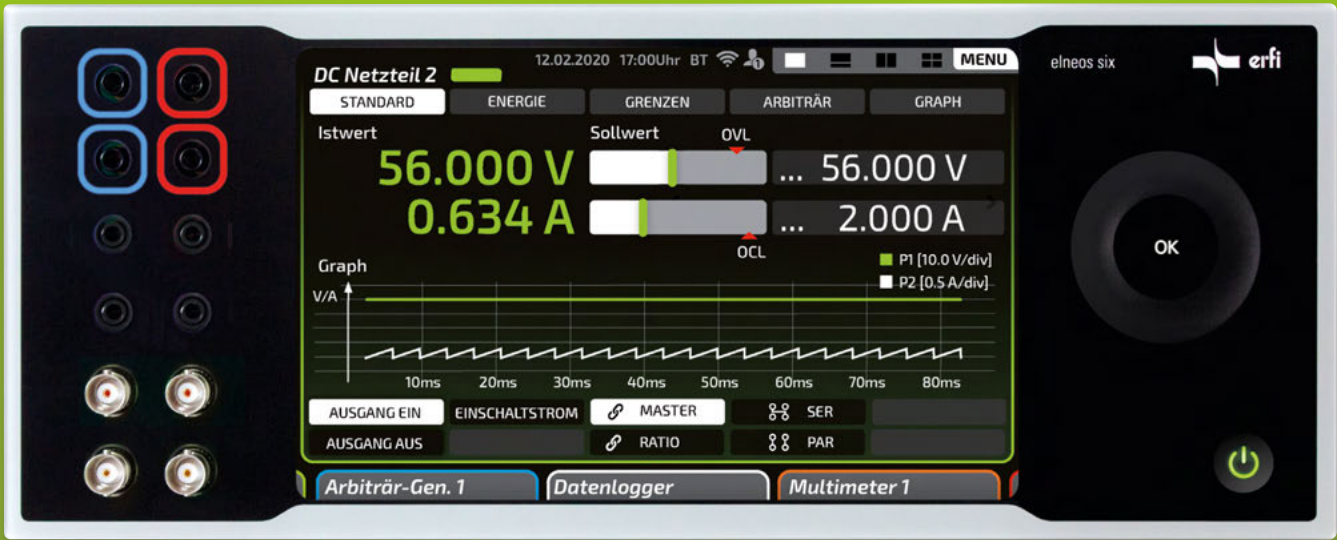 12.02.2020 17:00Uhr BT
MENU
elneos six
erfi
DC Netzteil 2
STANDARD
ENERGIE
GRENZEN
ARBITRÄR
GRAPH
Istwert
Sollwert
OVL
56.000 V
... 56.000 V
0.634 A
... 2.000 A
OCL
OK
Graph
P1 [10.0 V/div]
P2 [0.5 A/div]
V/A
10ms 20ms 30ms 40ms 50ms 60ms 70ms 80ms
AUSGANG EIN
EINSCHALTSTROM
MASTER
SER
AUSGANG AUS
RATIO
PAR
Arbiträr-Gen. 1
Datenlogger
Multimeter 1